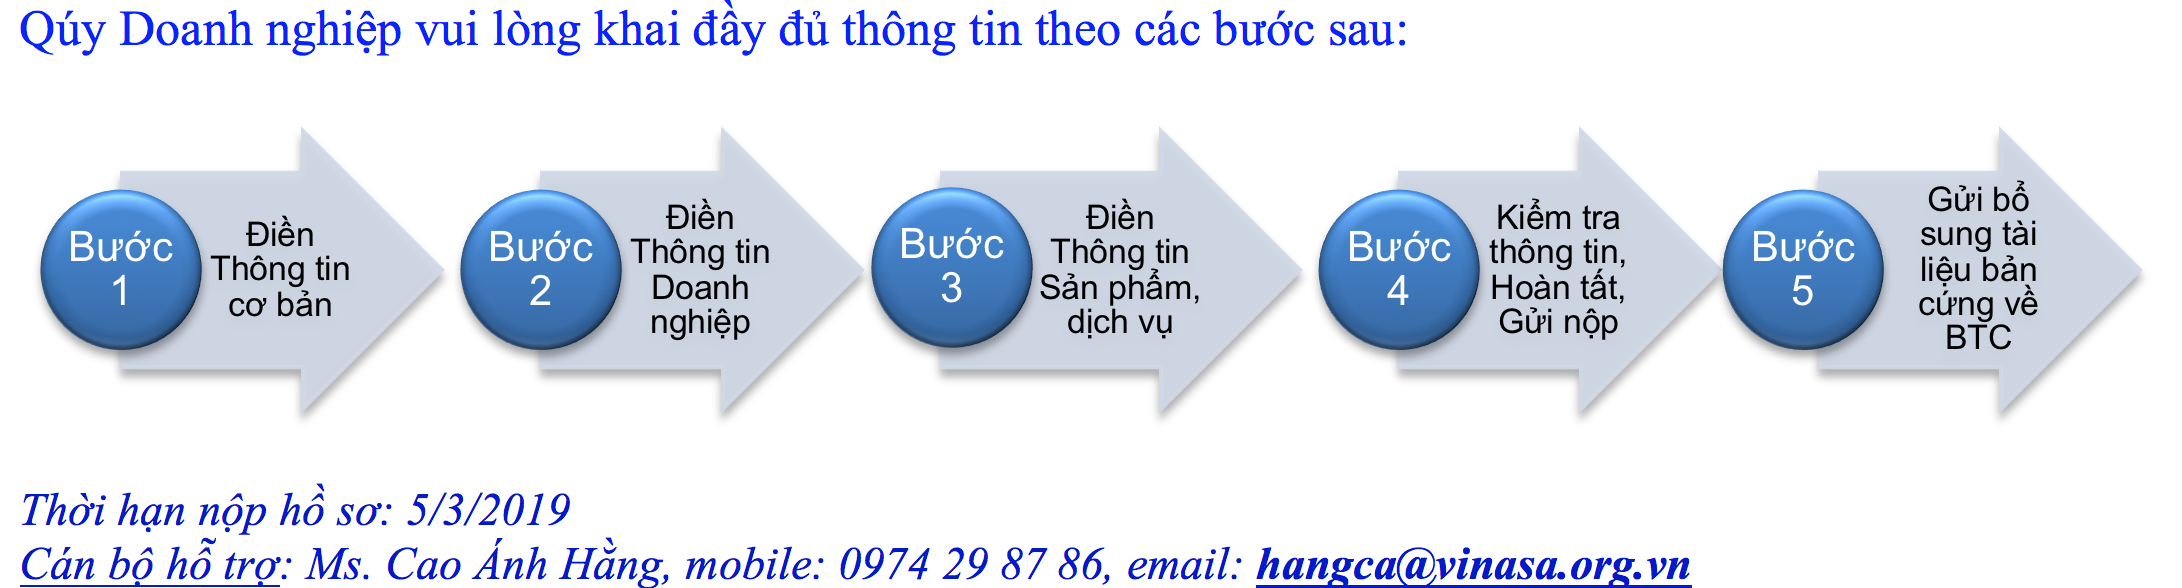 Qúy Doanh nghiệp vui lòng khai đầy đủ thông tin theo các bước sau:
Bước
1
Điền
Thông tin
cơ bản
Bước
2
Điền
Thông tin
Doanh
nghiệp
Bước
3
Điền
Thông tin
Sản phẩm,
dịch vụ
Bước
4
Kiểm tra
thông tin,
Hoàn tất,
Gửi nộp
Bước
5
Gửi bổ
sung tài
liệu bản
cứng về
BTC
Thời hạn nộp hồ sơ: 5/3/2019
Cán bộ hỗ trợ: Ms. Cao Ánh Hằng, mobile: 0974 29 87 86, email: hangca@vinasa.org.vn